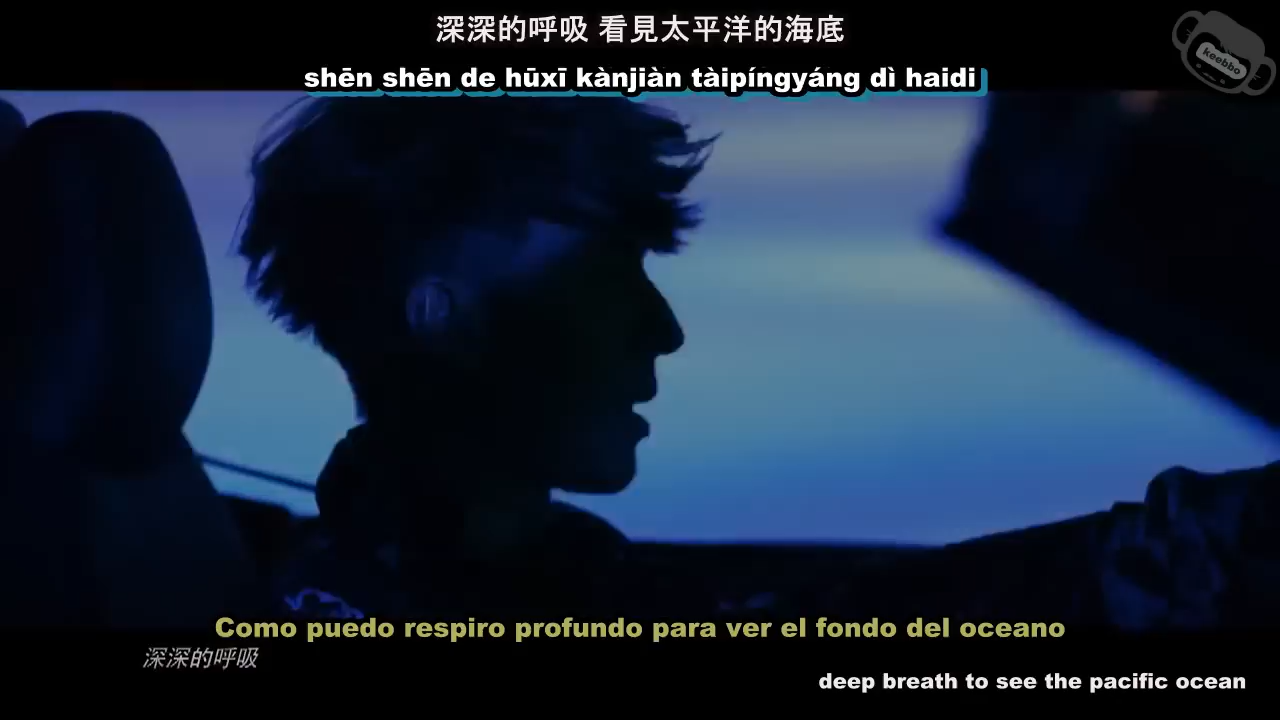 深深的呼吸 看見太平洋的海底
shēn shēn de hūxī kànjiàn tàipíngyáng dì haidi
keebbo
Como puedo respiro profundo para ver el fondo del oceano
深深的呼吸
deep breath to see the pacific ocean